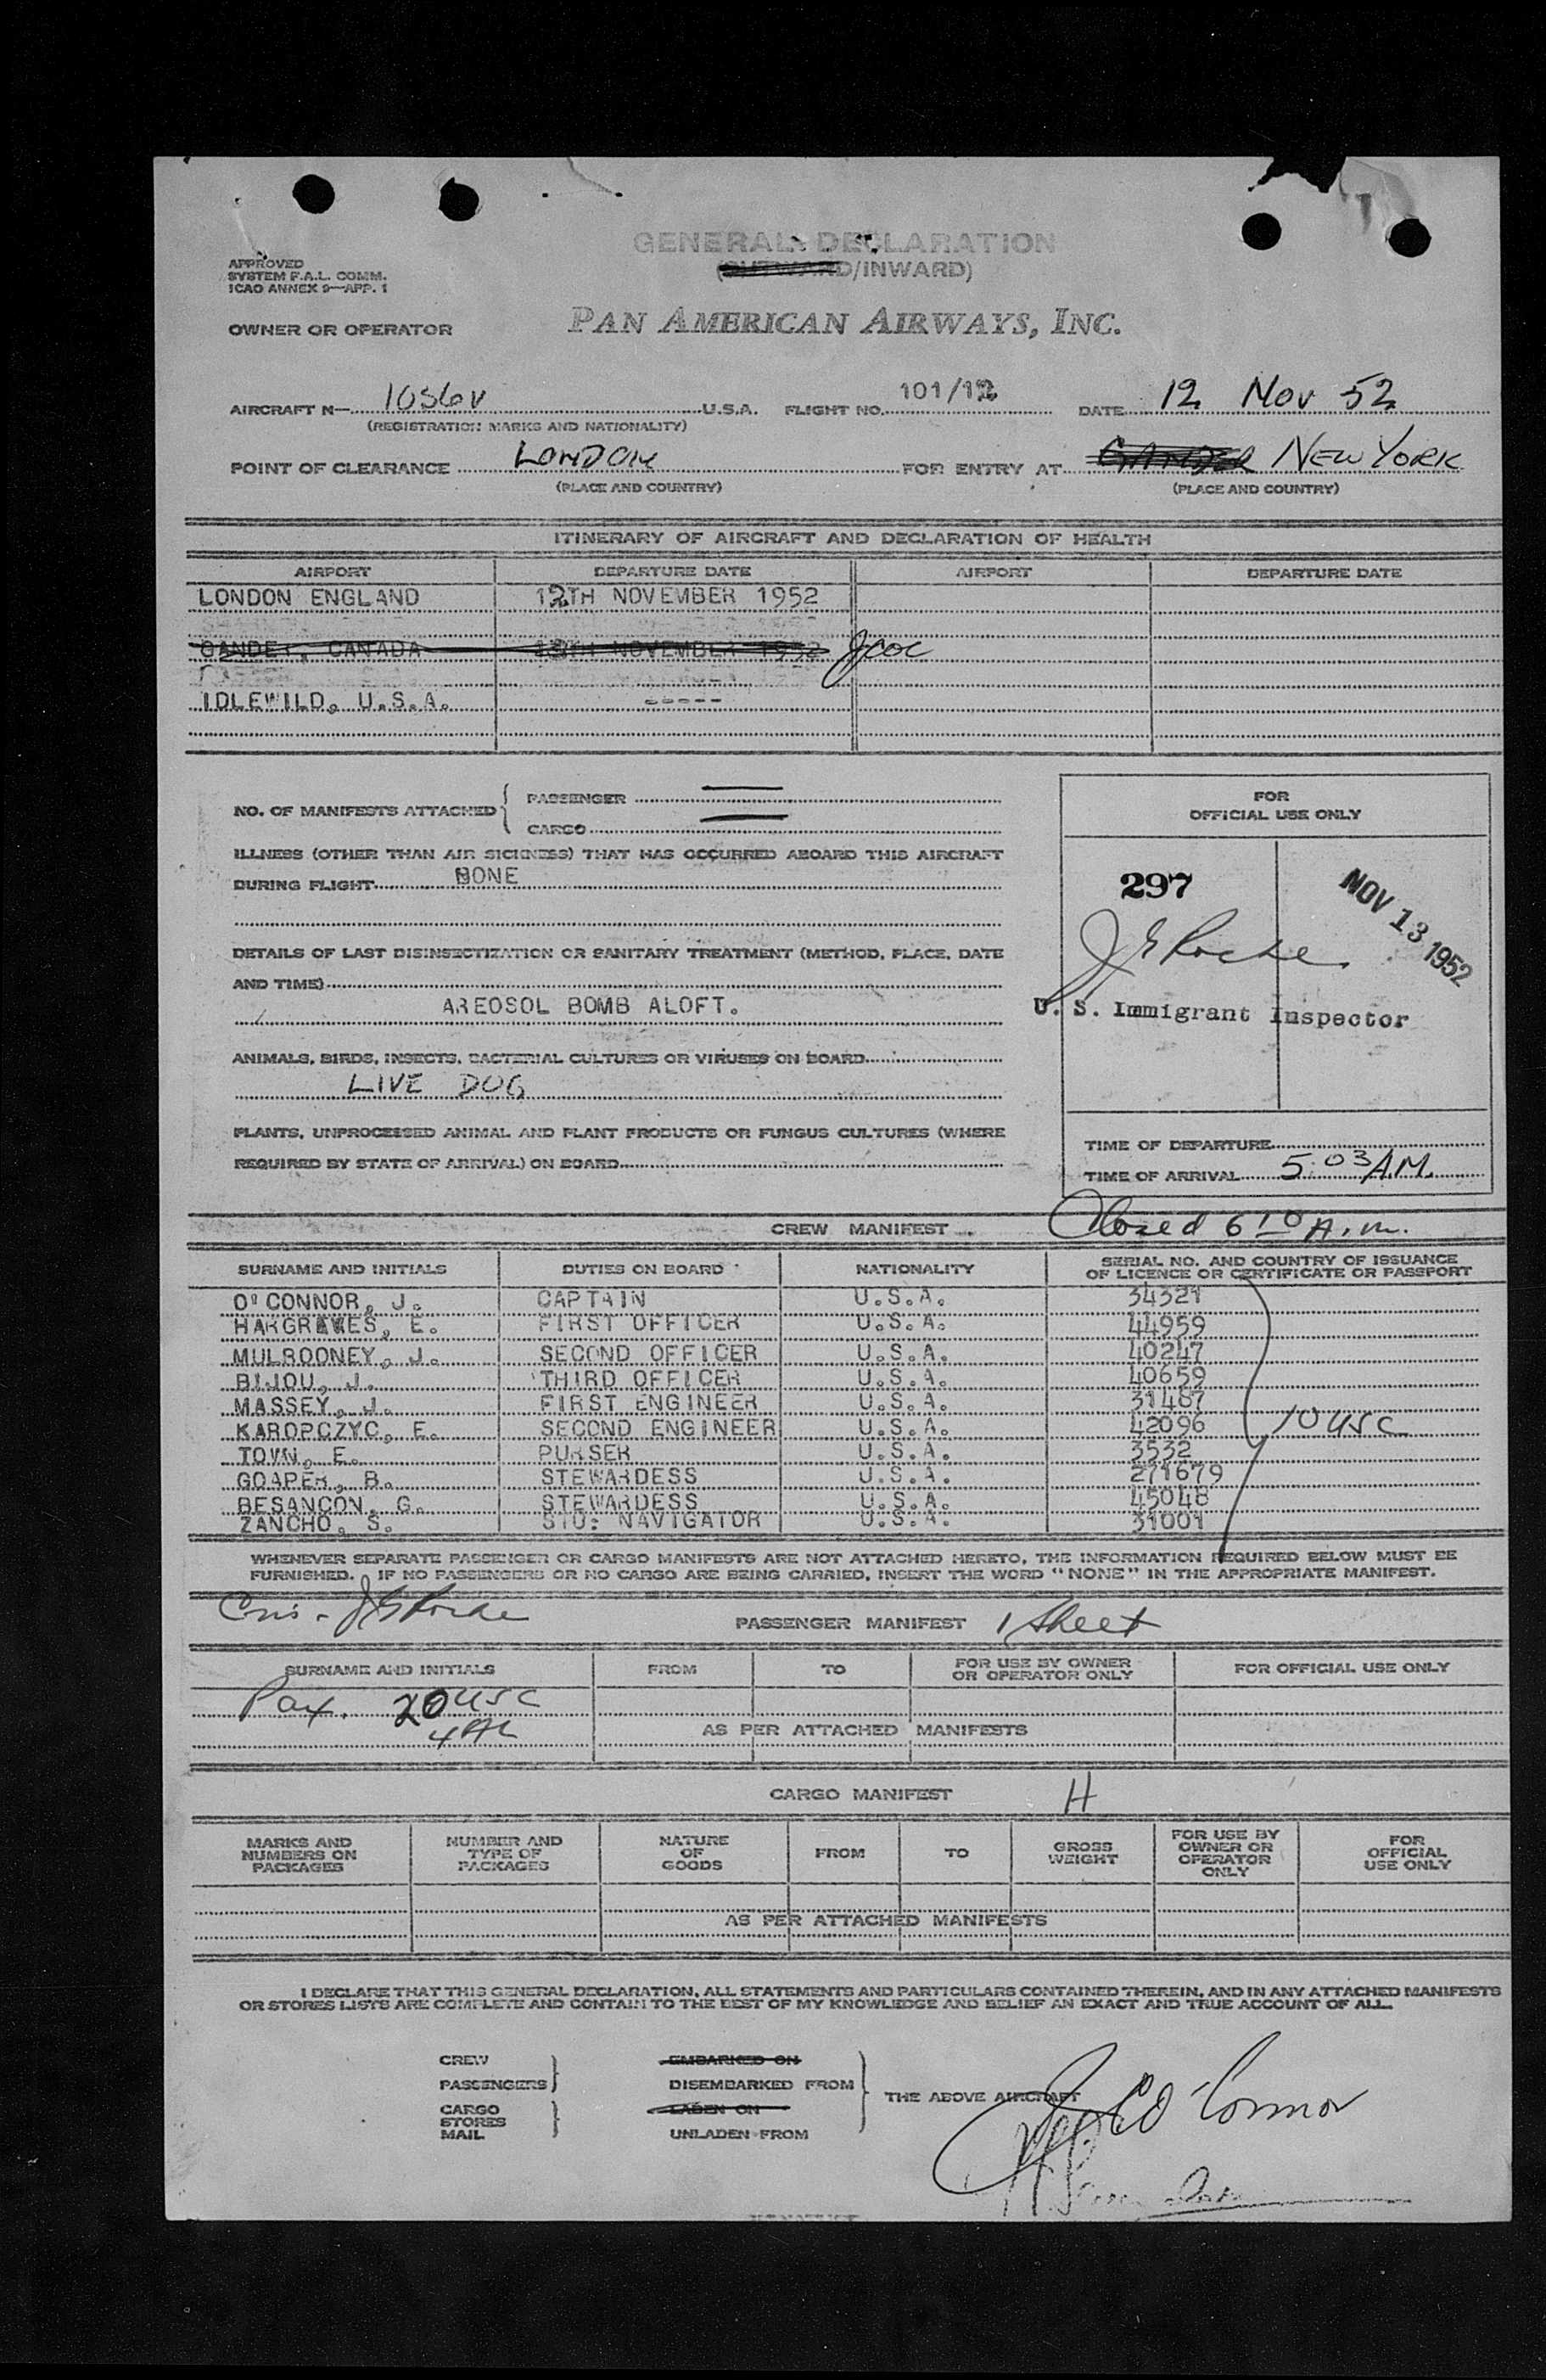 GENERAL DECLARATION
(OUTWARD/INWARD)
APPROVED
SYSTEM F.A.L. COMM.
ICAO ANNEX 9—APP. 1
OWNER OR OPERATOR PAN AMERICAN AIRWAYS, INC.
AIRCRAFT N— 1036V U.S.A. FLIGHT NO. 101/12 DATE 12 Nov 52
(REGISTRATION MARKS AND NATIONALITY)
POINT OF CLEARANCE LONDON FOR ENTRY AT GANDER NEW YORK
(PLACE AND COUNTRY) (PLACE AND COUNTRY)
ITINERARY OF AIRCRAFT AND DECLARATION OF HEALTH
AIRPORT DEPARTURE DATE AIRPORT DEPARTURE DATE
LONDON ENGLAND 12TH NOVEMBER 1952
GANDER, CANADA 13TH NOVEMBER 1952 JCOC
IDLEWILD, U.S.A. -----
NO. OF MANIFESTS ATTACHED { PASSENGER —
CARGO —
ILLNESS (OTHER THAN AIR SICKNESS) THAT HAS OCCURRED ABOARD THIS AIRCRAFT
DURING FLIGHT BONE
DETAILS OF LAST DISINSECTIZATION OR SANITARY TREATMENT (METHOD, PLACE, DATE
AND TIME)
AREOSOL BOMB ALOFT.
ANIMALS, BIRDS, INSECTS, BACTERIAL CULTURES OR VIRUSES ON BOARD
LIVE DOG
PLANTS, UNPROCESSED ANIMAL AND PLANT PRODUCTS OR FUNGUS CULTURES (WHERE
REQUIRED BY STATE OF ARRIVAL) ON BOARD
FOR
OFFICIAL USE ONLY
297
NOV 13 1952
J E Roche
U. S. Immigrant Inspector
TIME OF DEPARTURE
TIME OF ARRIVAL 5:03 A.M.
CREW MANIFEST Closed 6 10 A.m.
SURNAME AND INITIALS DUTIES ON BOARD NATIONALITY SERIAL NO. AND COUNTRY OF ISSUANCE
OF LICENCE OR CERTIFICATE OR PASSPORT
O'CONNOR, J. CAPTAIN U.S.A. 34321
HARGRAVES, E. FIRST OFFICER U.S.A. 44959
MULROONEY, J. SECOND OFFICER U.S.A. 40247
BIJOU, J. THIRD OFFICER U.S.A. 40659
MASSEY, J. FIRST ENGINEER U.S.A. 31487
KAROPCZYC, E. SECOND ENGINEER U.S.A. 42096 10 USC
TOWN, E. PURSER U.S.A. 3532
GOAPER, B. STEWARDESS U.S.A. 271679
BESANCON, G. STEWARDESS U.S.A. 45048
ZANCHO, S. STU: NAVIGATOR U.S.A. 31001
WHENEVER SEPARATE PASSENGER OR CARGO MANIFESTS ARE NOT ATTACHED HERETO, THE INFORMATION REQUIRED BELOW MUST BE
FURNISHED. IF NO PASSENGERS OR NO CARGO ARE BEING CARRIED, INSERT THE WORD "NONE" IN THE APPROPRIATE MANIFEST.
J E Roche
PASSENGER MANIFEST 1 Sheet
SURNAME AND INITIALS FROM TO FOR USE BY OWNER
OR OPERATOR ONLY FOR OFFICIAL USE ONLY
Pax. 20 USC
4 AL
AS PER ATTACHED MANIFESTS
CARGO MANIFEST H
MARKS AND
NUMBERS ON
PACKAGES
NUMBER AND
TYPE OF
PACKAGES
NATURE
OF
GOODS
FROM
TO
GROSS
WEIGHT
FOR USE BY
OWNER OR
OPERATOR
ONLY
FOR
OFFICIAL
USE ONLY
AS PER ATTACHED MANIFESTS
I DECLARE THAT THIS GENERAL DECLARATION, ALL STATEMENTS AND PARTICULARS CONTAINED THEREIN, AND IN ANY ATTACHED MANIFESTS
OR STORES LISTS ARE COMPLETE AND CONTAIN TO THE BEST OF MY KNOWLEDGE AND BELIEF AN EXACT AND TRUE ACCOUNT OF ALL.
CREW
PASSENGERS
CARGO
STORES
MAIL
EMBARKED ON
DISEMBARKED FROM
LADEN ON
UNLADEN FROM
THE ABOVE AIRCRAFT
O'Connor